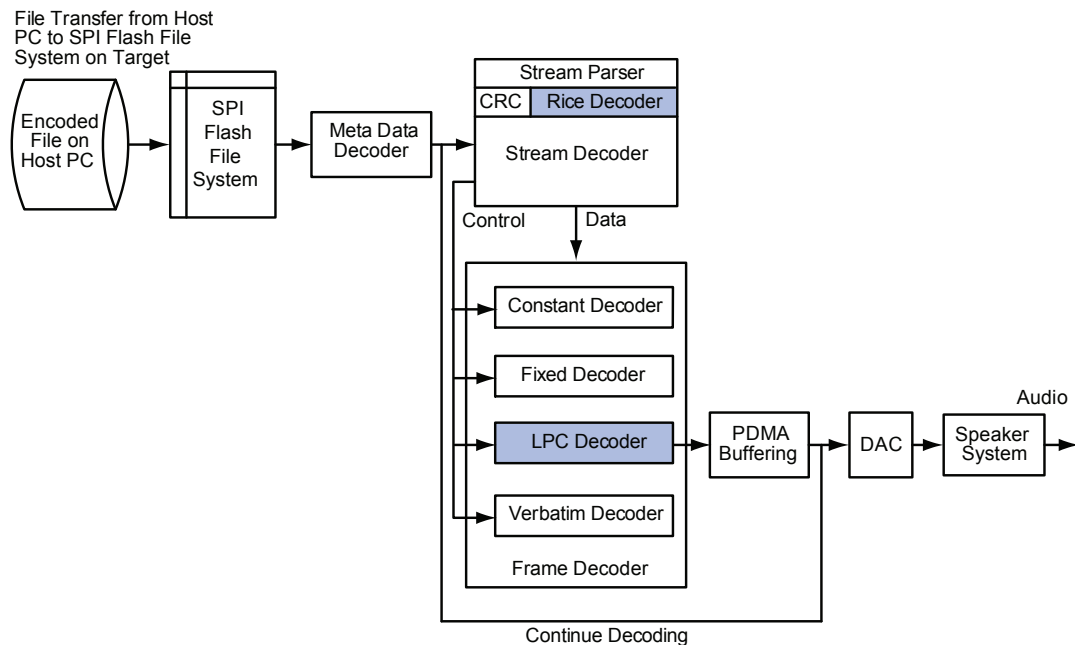 File Transfer from Host
PC to SPI Flash File
System on Target
Encoded
File on
Host PC
SPI
Flash
File
System
Meta Data
Decoder
Stream Parser
CRC
Rice Decoder
Stream Decoder
Control
Data
Constant Decoder
Fixed Decoder
LPC Decoder
Verbatim Decoder
Frame Decoder
PDMA
Buffering
DAC
Speaker
System
Audio
Continue Decoding